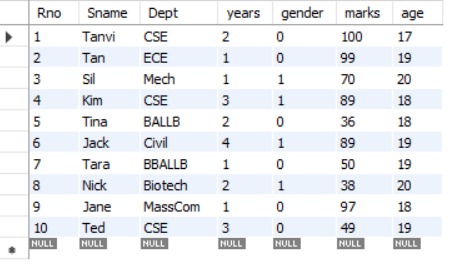 Rno Sname Dept years gender marks age
1 Tanvi CSE 2 0 100 17
2 Tan ECE 1 0 99 19
3 Sil Mech 1 1 70 20
4 Kim CSE 3 1 89 18
5 Tina BALLB 2 0 36 18
6 Jack Civil 4 1 89 19
7 Tara BBALLB 1 0 50 19
8 Nick Biotech 2 1 38 20
9 Jane MassCom 1 0 97 18
10 Ted CSE 3 0 49 19
NULL NULL NULL NULL NULL NULL NULL